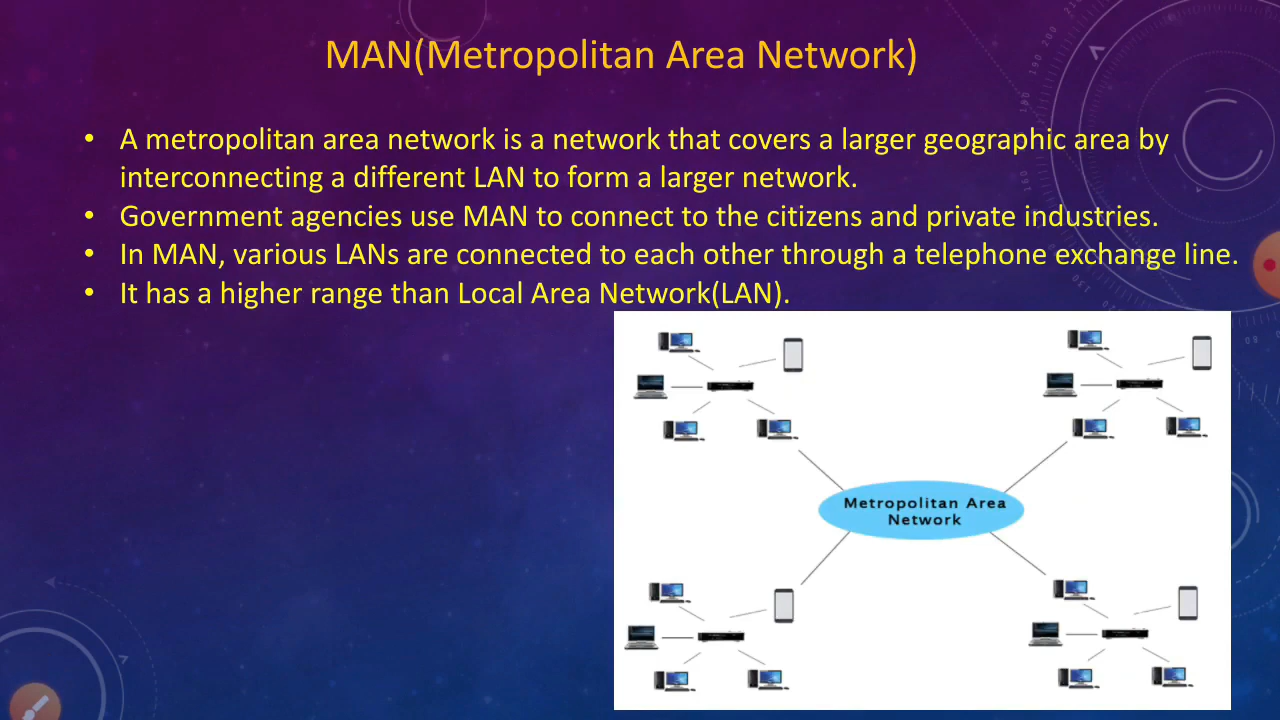 MAN(Metropolitan Area Network)
• A metropolitan area network is a network that covers a larger geographic area by
interconnecting a different LAN to form a larger network.
• Government agencies use MAN to connect to the citizens and private industries.
• In MAN, various LANs are connected to each other through a telephone exchange line.
• It has a higher range than Local Area Network(LAN).
Metropolitan Area
Network